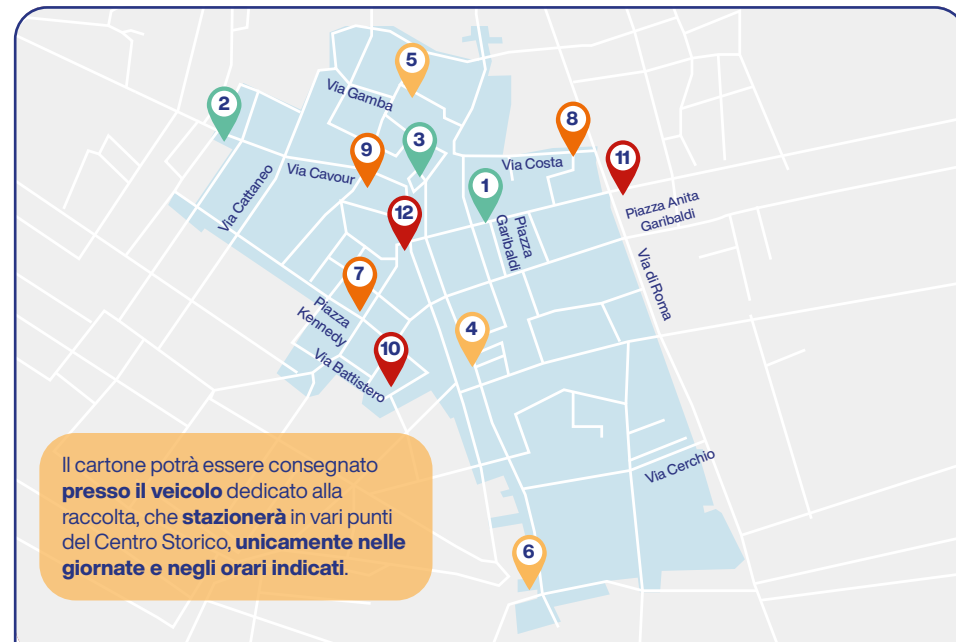 5
Via Gamba
2
8
3
9
Via Costa
11
Via Cavour
1
Via Cattaneo
12
Piazza Anita
Garibaldi
Piazza
Garibaldi
7
Via di Roma
Piazza
Kennedy
4
10
Via Battistero
Via Cerchio
Il cartone potrà essere consegnato
presso il veicolo dedicato alla
raccolta, che stazionerà in vari punti
del Centro Storico, unicamente nelle
giornate e negli orari indicati.
6